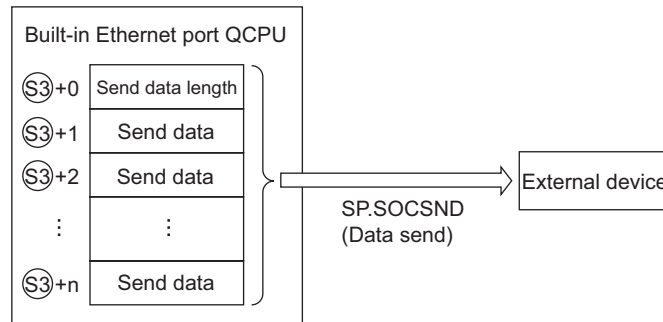 Built-in Ethernet port QCPU
S3+0 Send data length
S3+1 Send data
S3+2 Send data
⋮ ⋮
S3+n Send data
SP.SOCSND
(Data send)
External device